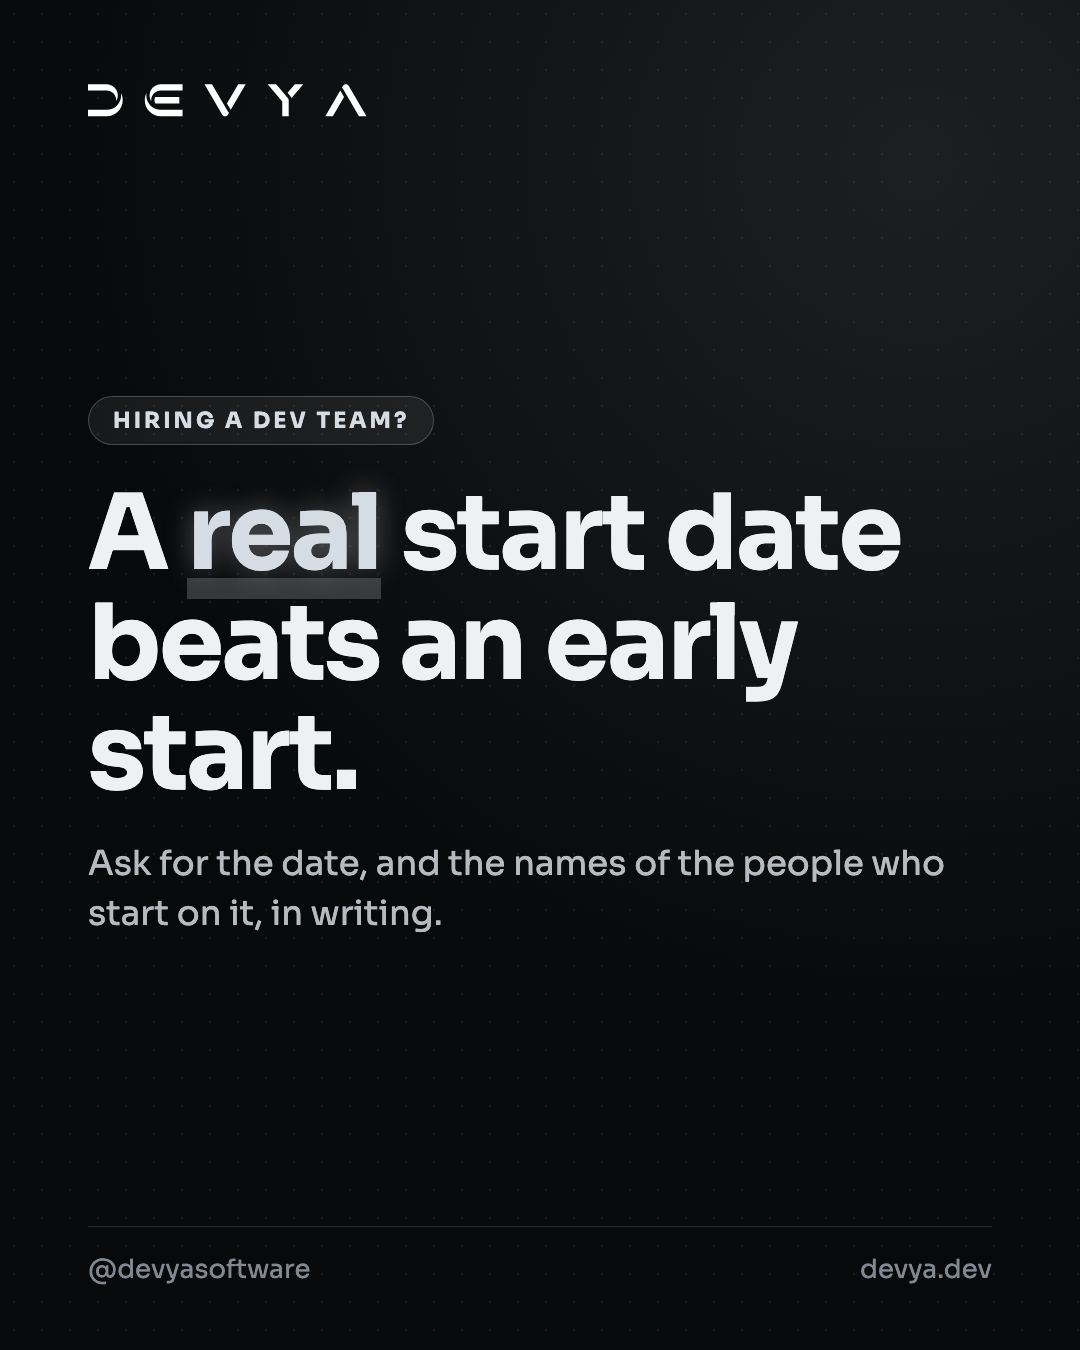 DEVYA
HIRING A DEV TEAM?
A real start date
beats an early
start.
Ask for the date, and the names of the people who
start on it, in writing.
@devyasoftware
devya.dev